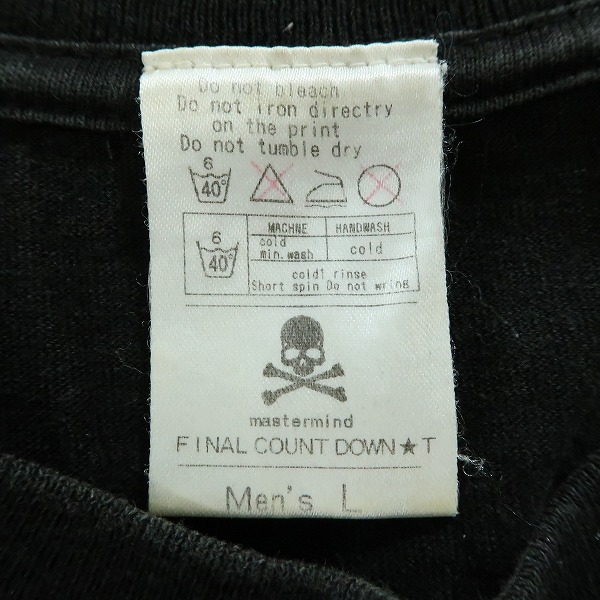 Do not bleach
Do not iron directry
on the print
Do not tumble dry
6
40°
6
40°
MACHNE HANDWASH
cold
min.wash
cold
cold1 rinse
Short spin Do not wring
mastermind
FINAL COUNT DOWN★T
Men's L